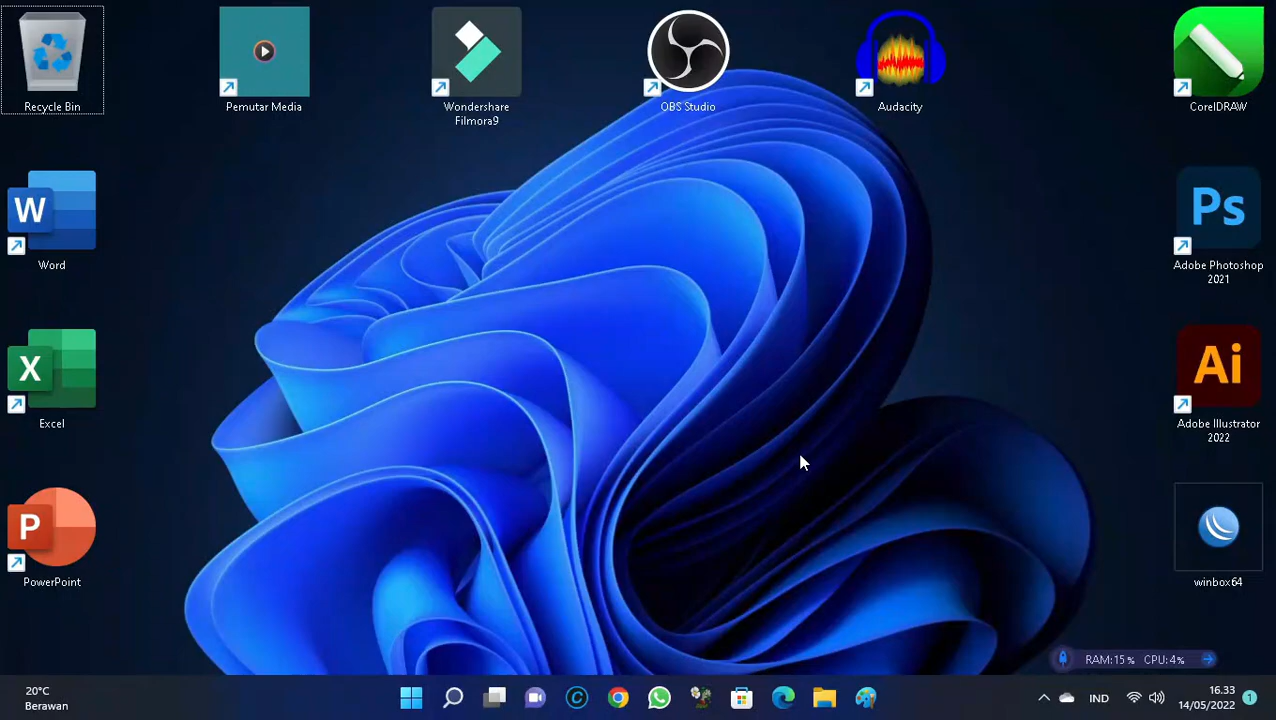 Recycle Bin
Pemutar Media
Wondershare
Filmora9
OBS Studio
Audacity
CorelDRAW
W
Word
Ps
Adobe Photoshop
2021
X
Excel
Ai
Adobe Illustrator
2022
P
PowerPoint
winbox64
RAM:15% CPU:4%
20°C
Berawan
IND
16.33
14/05/2022
1